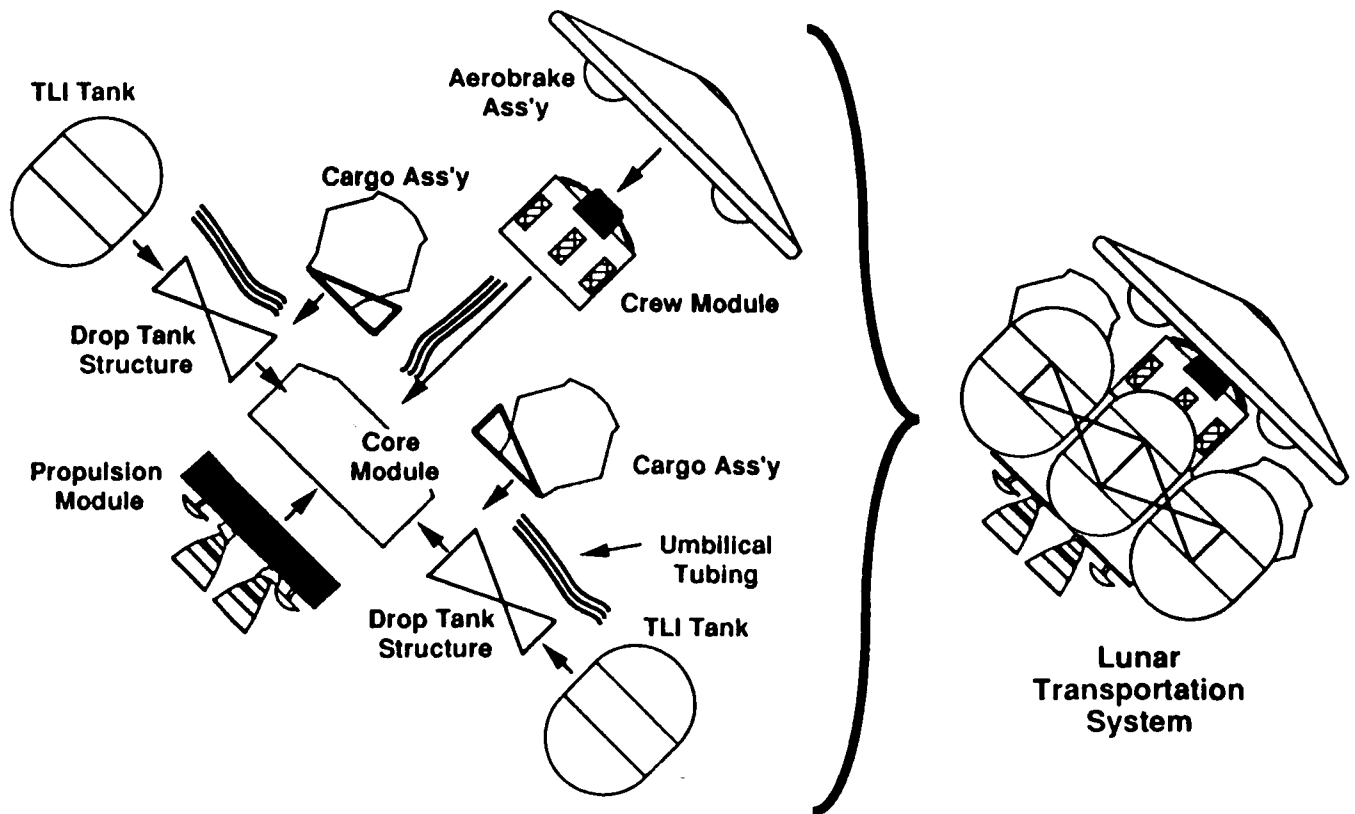 TLI Tank
Aerobrake
Ass'y
Cargo Ass'y
Crew Module
Drop Tank
Structure
Core
Module
Propulsion
Module
Cargo Ass'y
Umbilical
Tubing
Drop Tank
Structure
TLI Tank
Lunar
Transportation
System